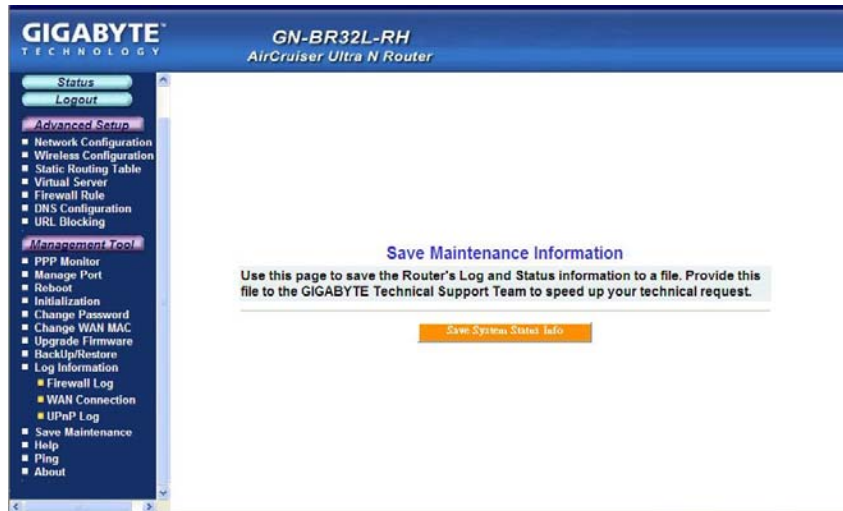 GIGABYTE™
TECHNOLOGY
GN-BR32L-RH
AirCruiser Ultra N Router
Status
Logout
Advanced Setup
Network Configuration
Wireless Configuration
Static Routing Table
Virtual Server
Firewall Rule
DNS Configuration
URL Blocking
Management Tool
PPP Monitor
Manage Port
Reboot
Initialization
Change Password
Change WAN MAC
Upgrade Firmware
BackUp/Restore
Log Information
Firewall Log
WAN Connection
UPnP Log
Save Maintenance
Help
Ping
About
Save Maintenance Information
Use this page to save the Router's Log and Status information to a file. Provide this
file to the GIGABYTE Technical Support Team to speed up your technical request.
Save System Status Info